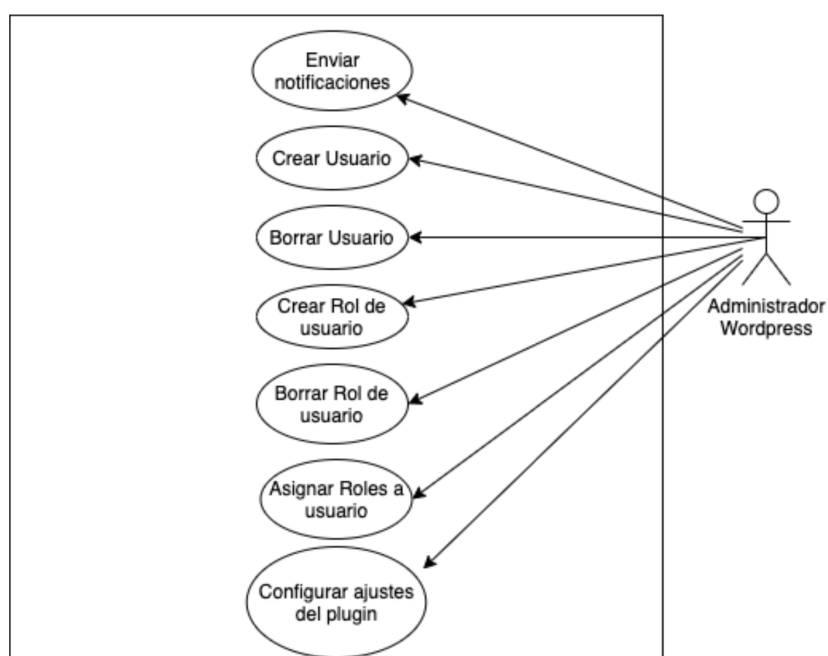 Enviar
notificaciones
Crear Usuario
Borrar Usuario
Crear Rol de
usuario
Borrar Rol de
usuario
Asignar Roles a
usuario
Configurar ajustes
del plugin
Administrador
Wordpress